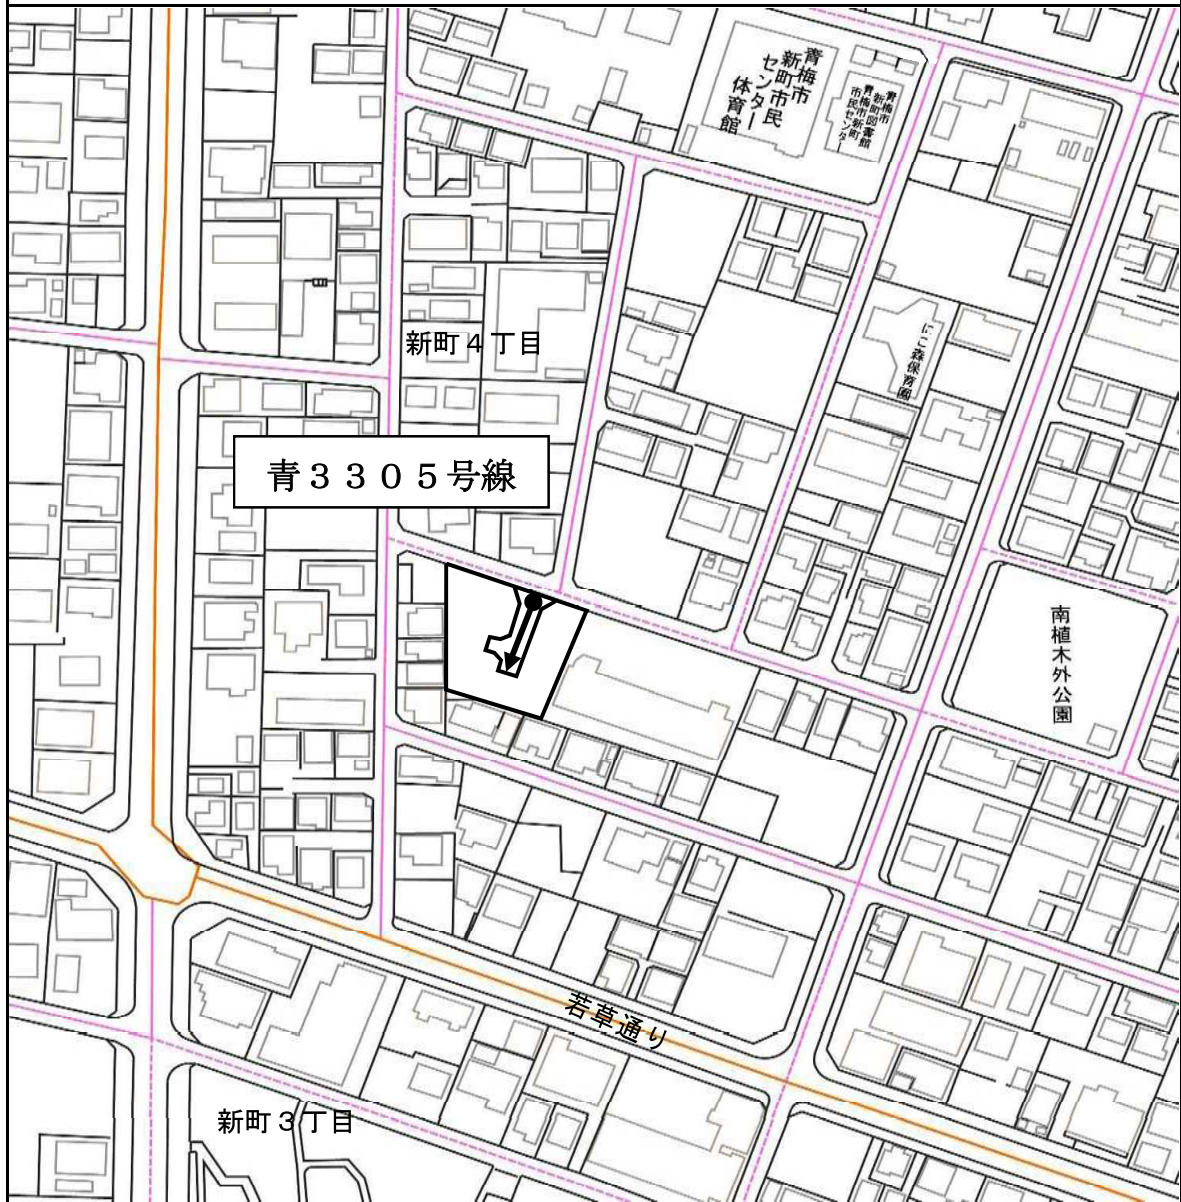 青梅市
新町市民
センター
体育館
青梅市
新町図書館
青梅市新町
市民センター
新町４丁目
にこ森保育園
青３３０５号線
南植木外公園
若草通り
新町３丁目